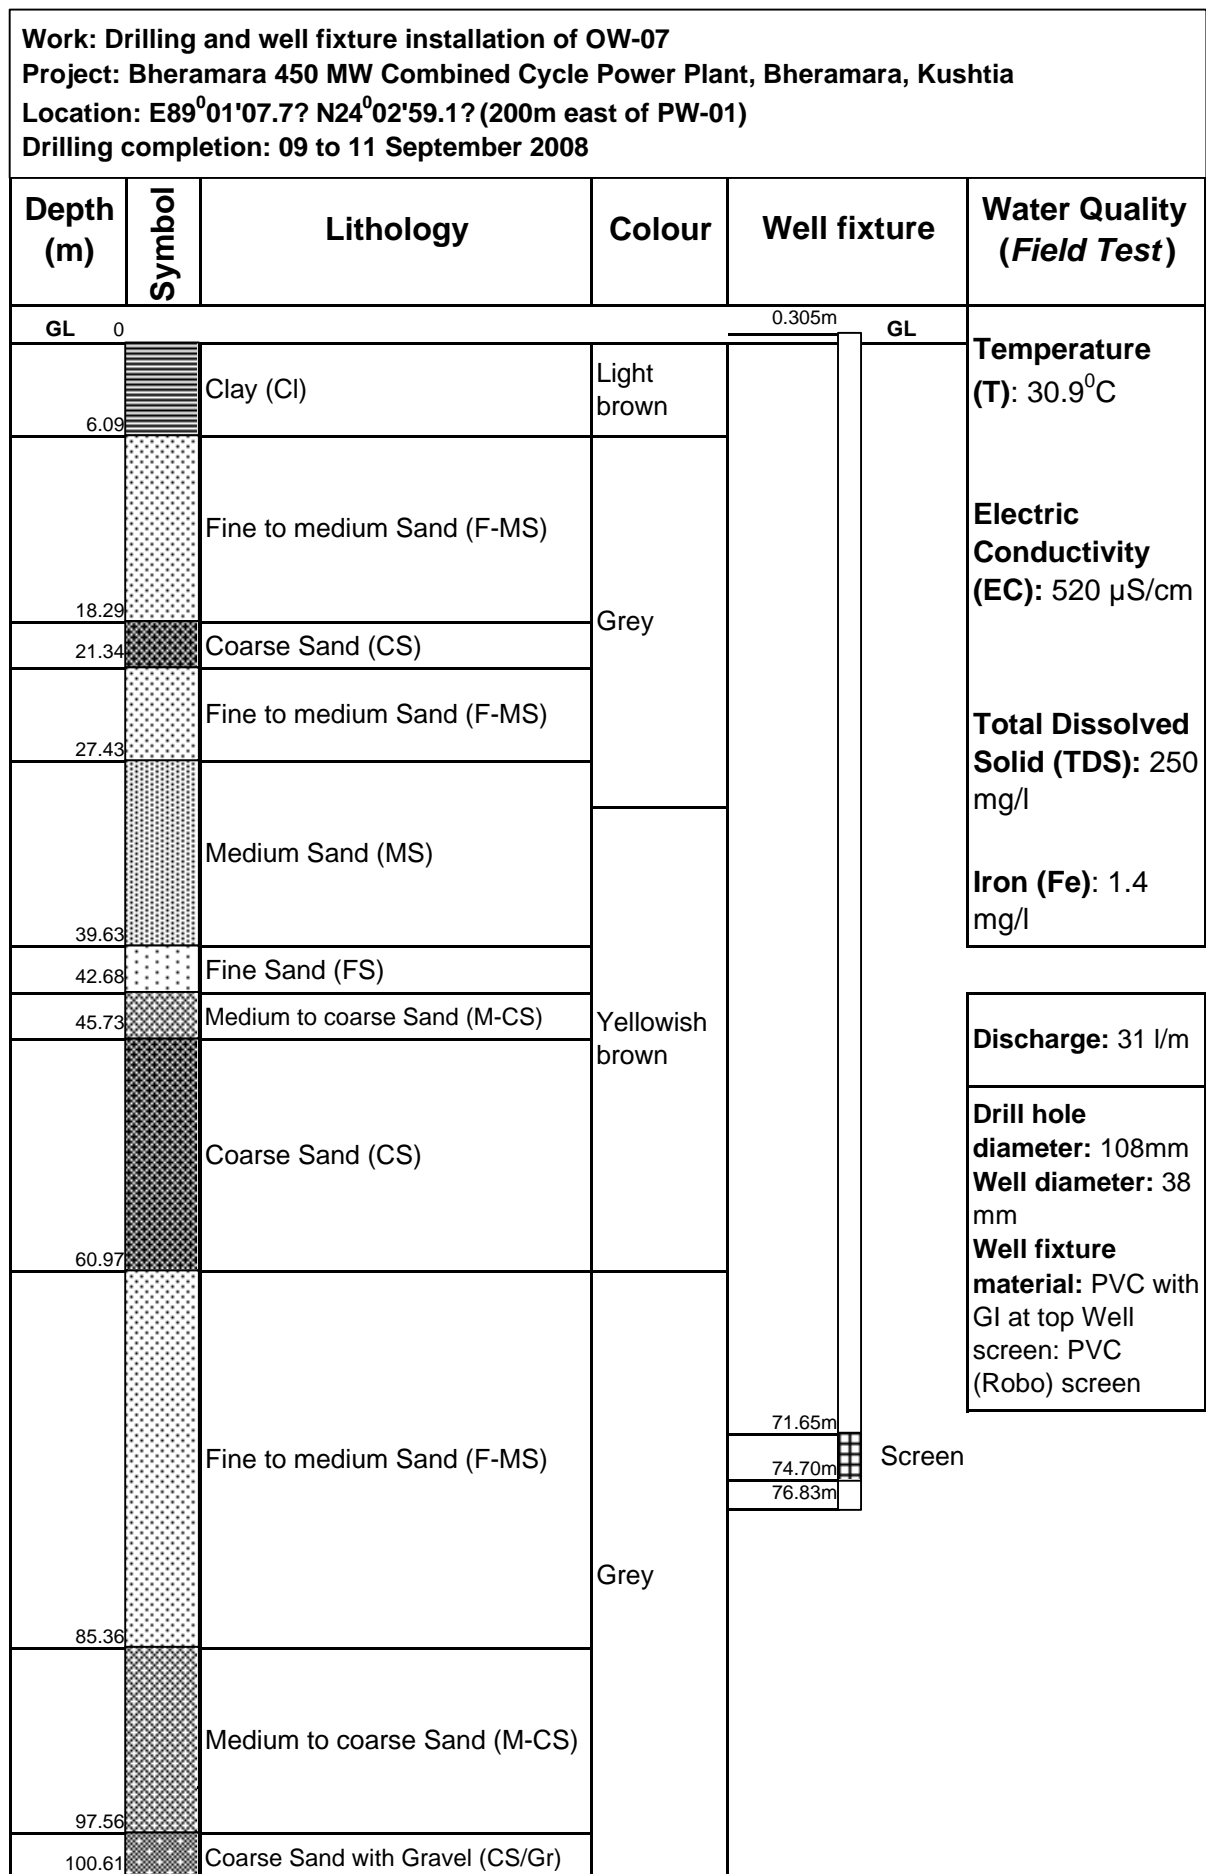 Work: Drilling and well fixture installation of OW-07
Project: Bheramara 450 MW Combined Cycle Power Plant, Bheramara, Kushtia
Location: E89⁰01'07.7? N24⁰02'59.1? (200m east of PW-01)
Drilling completion: 09 to 11 September 2008
Depth (m)
Symbol
Lithology
Colour
Well fixture
Water Quality
(Field Test)
GL 0
0.305m
GL
Clay (Cl)
Light
brown
6.09
Fine to medium Sand (F-MS)
18.29
Grey
Coarse Sand (CS)
21.34
Fine to medium Sand (F-MS)
27.43
Medium Sand (MS)
39.63
Fine Sand (FS)
42.68
Medium to coarse Sand (M-CS)
45.73
Yellowish
brown
Coarse Sand (CS)
60.97
Fine to medium Sand (F-MS)
71.65m
74.70m
76.83m
Screen
Grey
85.36
Medium to coarse Sand (M-CS)
97.56
Coarse Sand with Gravel (CS/Gr)
100.61
Temperature
(T): 30.9⁰C
Electric
Conductivity
(EC): 520 µS/cm
Total Dissolved
Solid (TDS): 250
mg/l
Iron (Fe): 1.4
mg/l
Discharge: 31 l/m
Drill hole
diameter: 108mm
Well diameter: 38
mm
Well fixture
material: PVC with
GI at top Well
screen: PVC
(Robo) screen